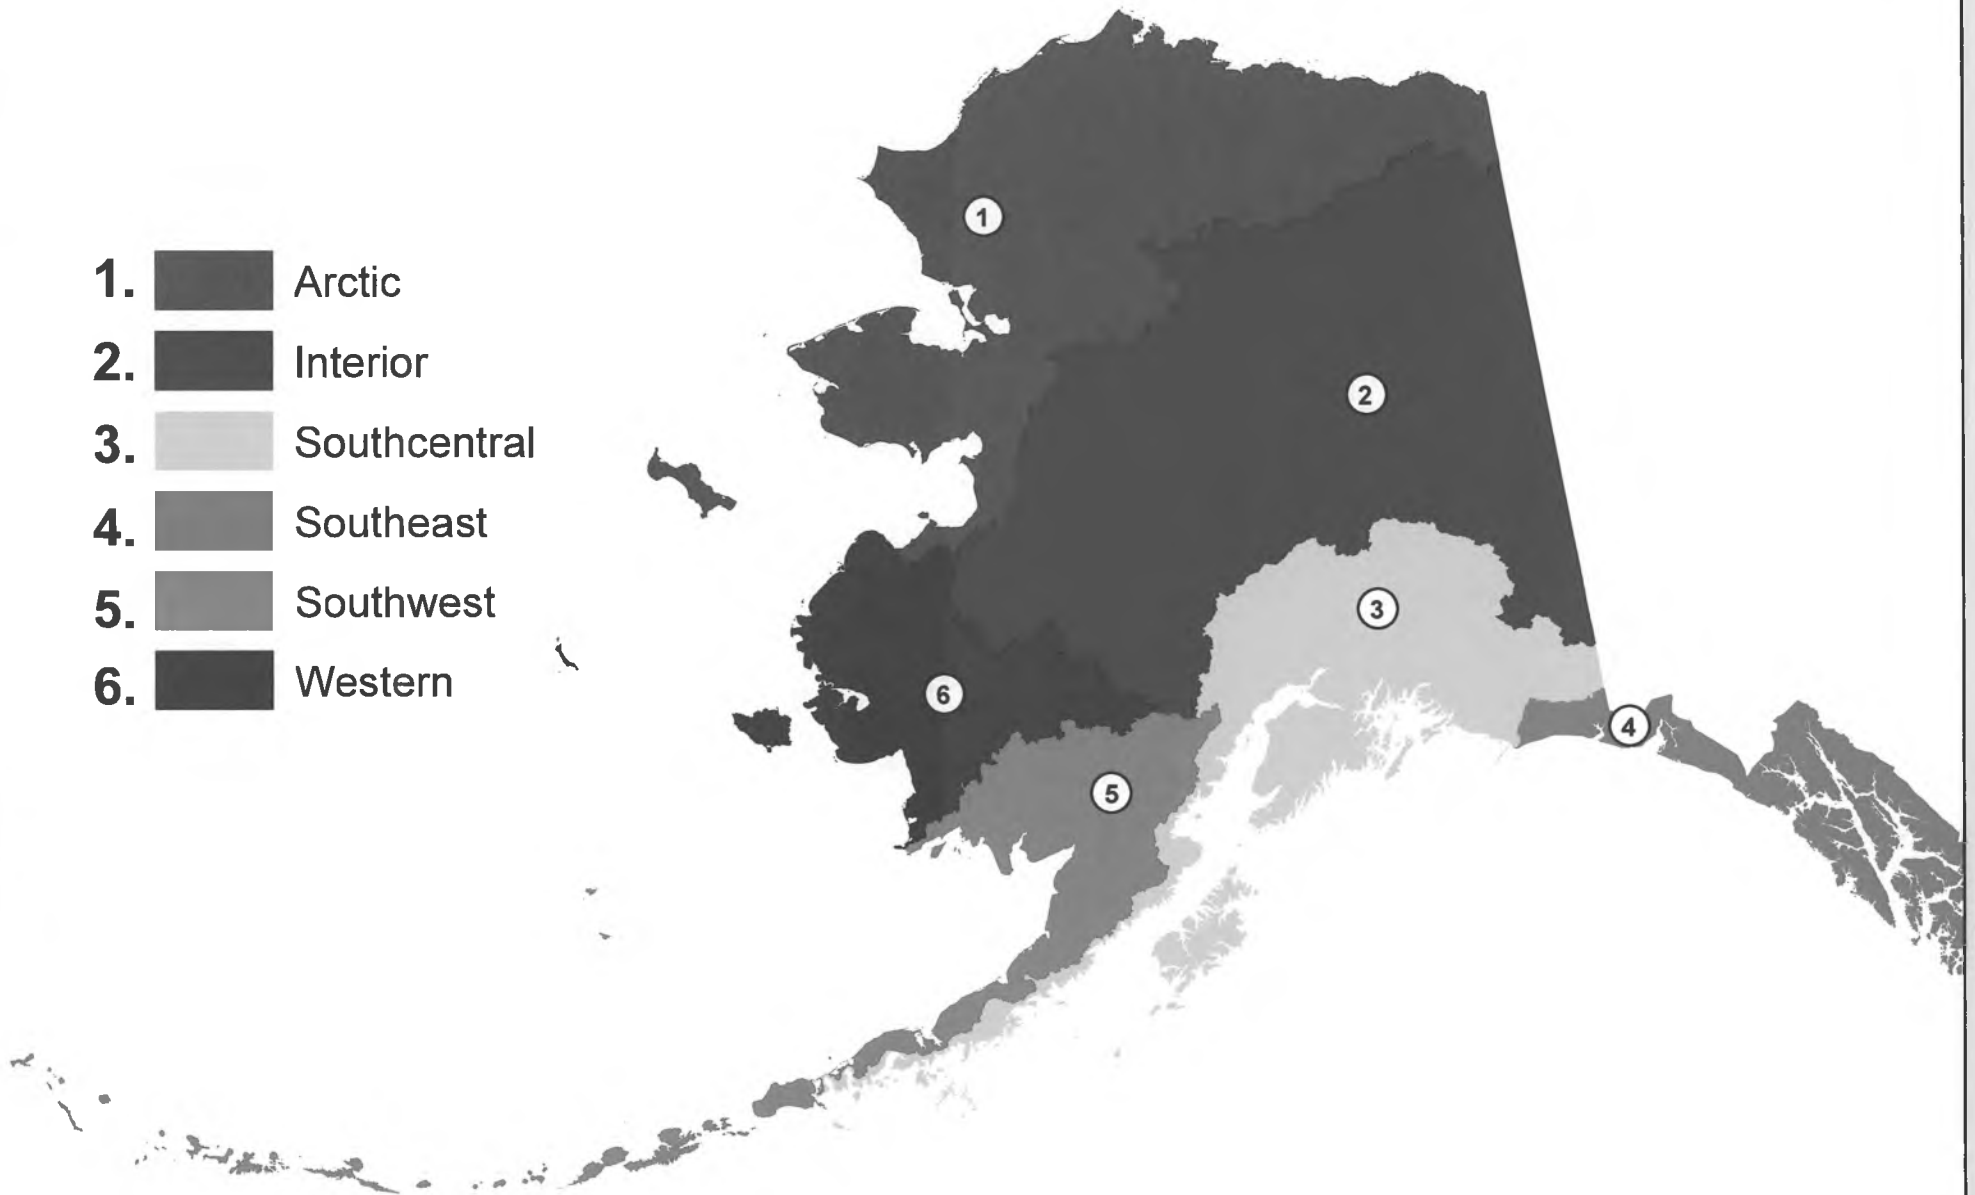 1. Arctic
2. Interior
3. Southcentral
4. Southeast
5. Southwest
6. Western
1
2
3
4
5
6